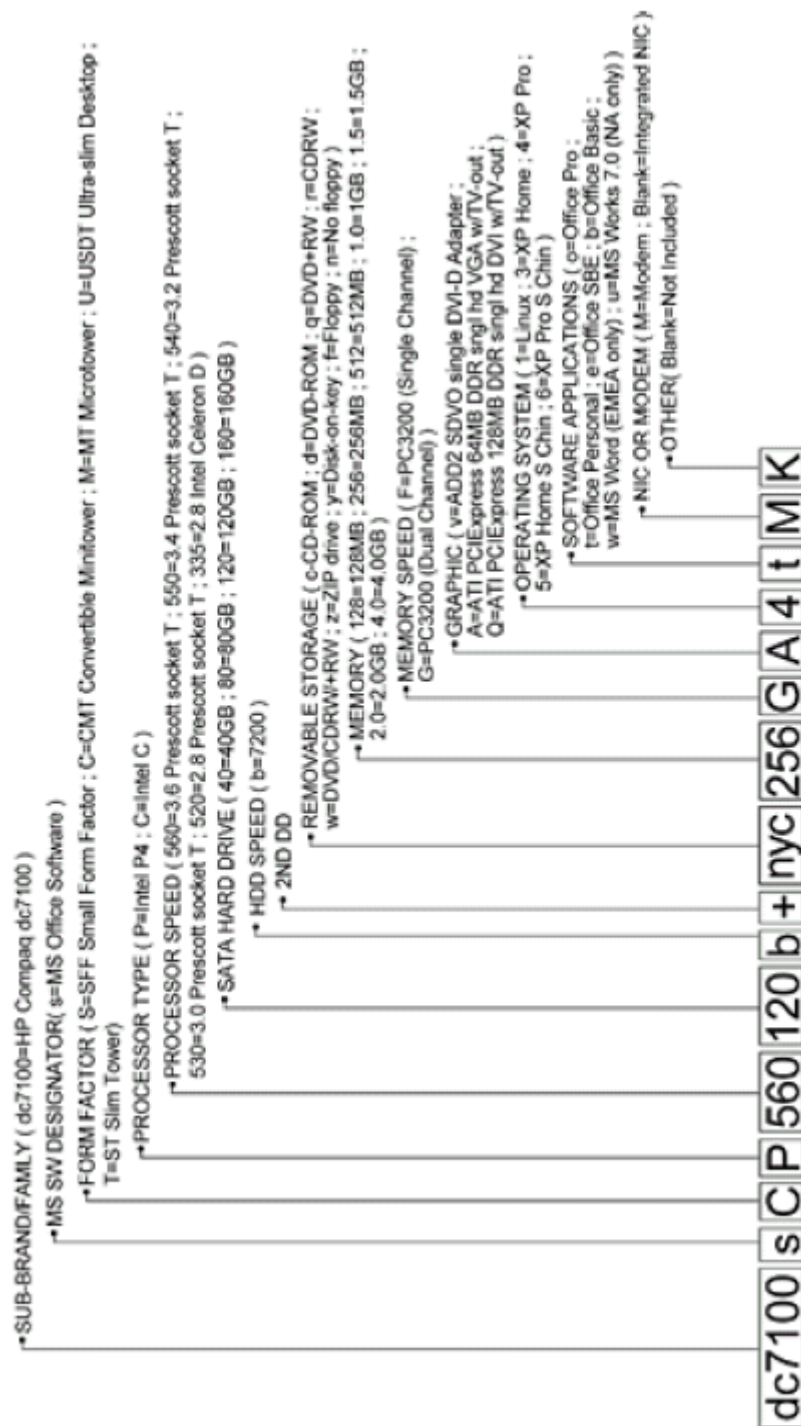 SUB-BRAND/FAMLY ( dc7100=HP Compaq dc7100)
MS SW DESIGNATOR( s=MS Office Software )
FORM FACTOR ( S=SFF Small Form Factor ; C=CMT Convertible Minitower ; M=MT Microtower ; U=USDT Ultra-slim Desktop ;
T=ST Slim Tower)
PROCESSOR TYPE ( P=Intel P4 ; C=Intel C )
PROCESSOR SPEED ( 560=3.6 Prescott socket T ; 550=3.4 Prescott socket T ; 540=3.2 Prescott socket T ;
530=3.0 Prescott socket T ; 520=2.8 Prescott socket T ; 335=2.8 Intel Celeron D )
SATA HARD DRIVE ( 40=40GB ; 80=80GB ; 120=120GB ; 160=160GB )
HDD SPEED ( b=7200 )
2ND DD
REMOVABLE STORAGE ( c-CD-ROM ; d=DVD-ROM ; q=DVD+RW ; r=CDRW ;
w=DVD/CDRW/+RW ; z=ZIP drive ; y=Disk-on-key ; f=Floppy ; n=No floppy )
MEMORY ( 128=128MB ; 256=256MB ; 512=512MB ; 1.0=1GB ; 1.5=1.5GB ;
2.0=2.0GB ; 4.0=4.0GB )
MEMORY SPEED ( F=PC3200 (Single Channel) ;
G=PC3200 (Dual Channel) )
GRAPHIC ( v=ADD2 SDVO single DVI-D Adapter ;
A=ATI PCIExpress 64MB DDR sngl hd VGA w/TV-out ;
Q=ATI PCIExpress 128MB DDR singl hd DVI w/TV-out )
OPERATING SYSTEM ( 1=Linux ; 3=XP Home ; 4=XP Pro ;
5=XP Home S Chin ; 6=XP Pro S Chin )
SOFTWARE APPLICATIONS ( o=Office Pro ;
t=Office Personal ; e=Office SBE ; b=Office Basic ;
w=MS Word (EMEA only) ; u=MS Works 7.0 (NA only) )
NIC OR MODEM ( M=Modem ; Blank=Integrated NIC )
OTHER( Blank=Not Included )
dc7100 s C P 560 120 b + nyc 256 G A 4 t M K